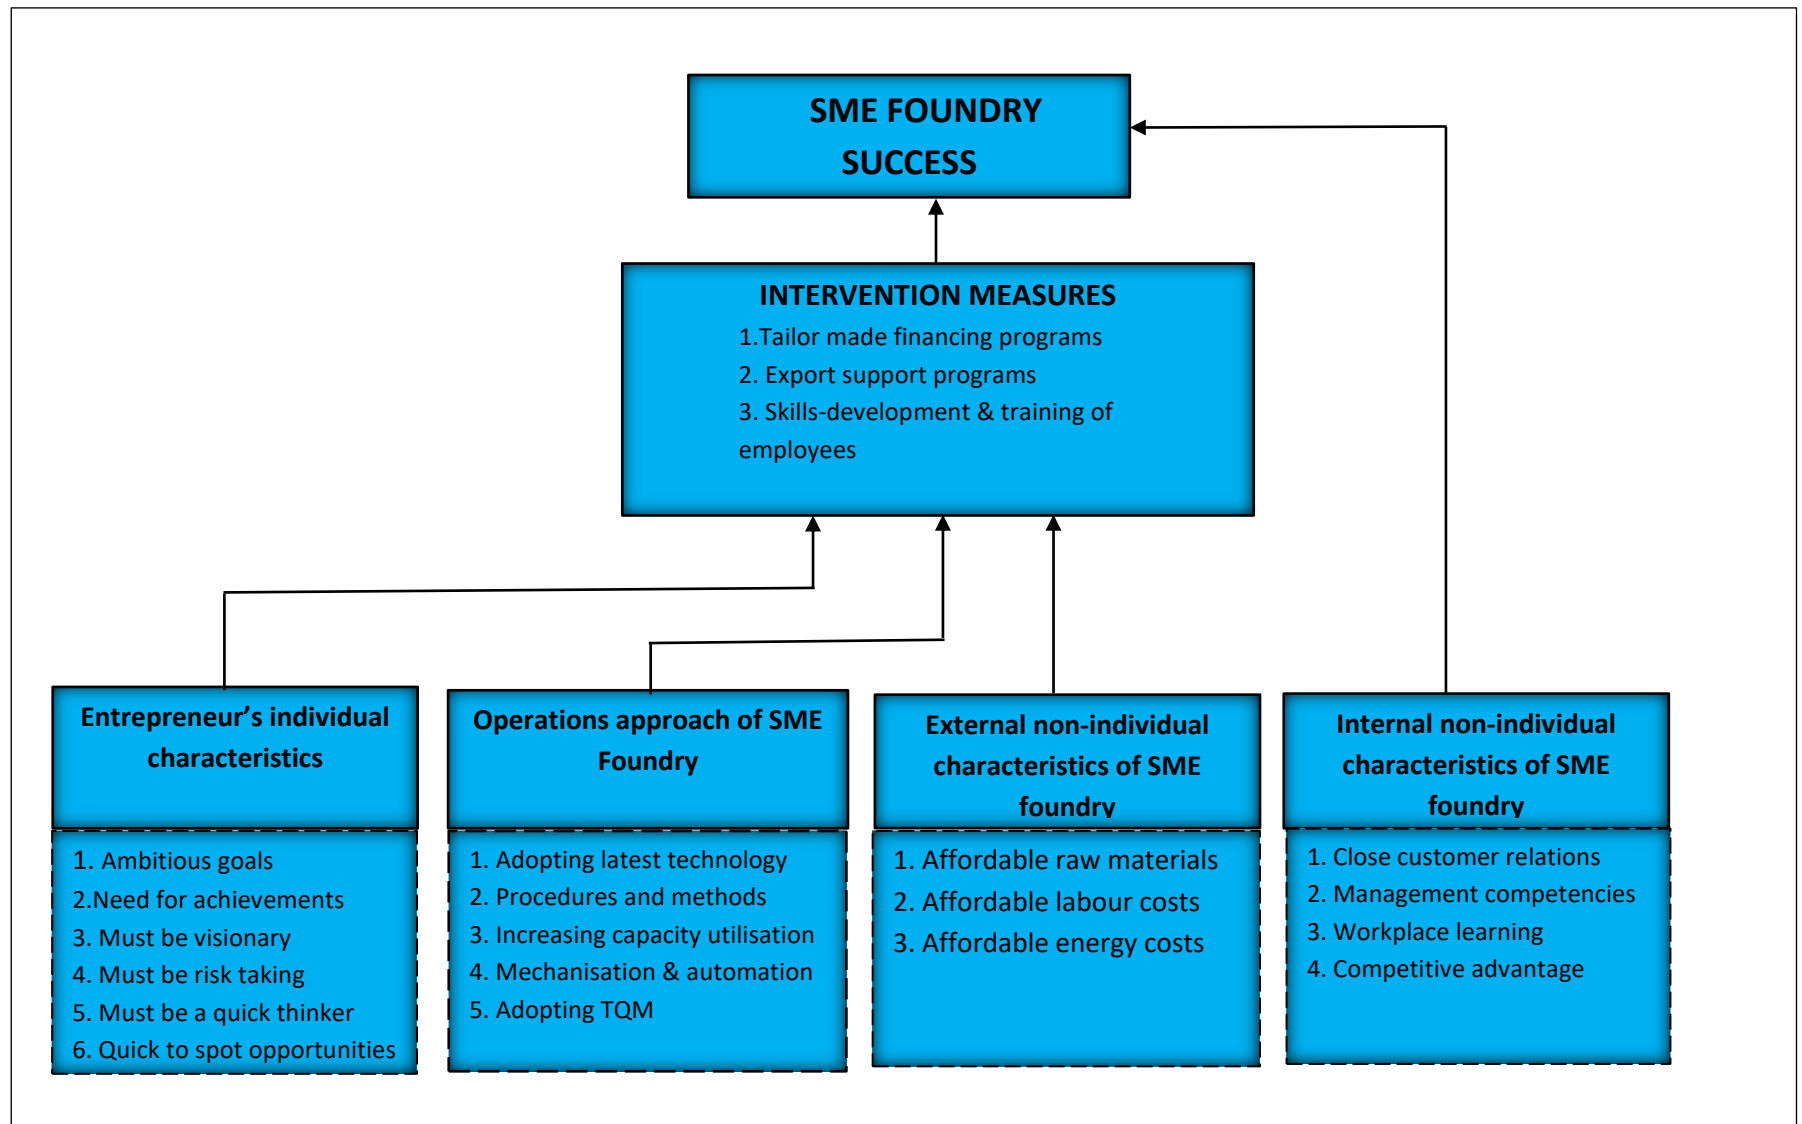 SME FOUNDRY
SUCCESS
INTERVENTION MEASURES
1.Tailor made financing programs
2. Export support programs
3. Skills-development & training of
employees
Entrepreneur’s individual
characteristics
1. Ambitious goals
2.Need for achievements
3. Must be visionary
4. Must be risk taking
5. Must be a quick thinker
6. Quick to spot opportunities
Operations approach of SME
Foundry
1. Adopting latest technology
2. Procedures and methods
3. Increasing capacity utilisation
4. Mechanisation & automation
5. Adopting TQM
External non-individual
characteristics of SME
foundry
1. Affordable raw materials
2. Affordable labour costs
3. Affordable energy costs
Internal non-individual
characteristics of SME
foundry
1. Close customer relations
2. Management competencies
3. Workplace learning
4. Competitive advantage